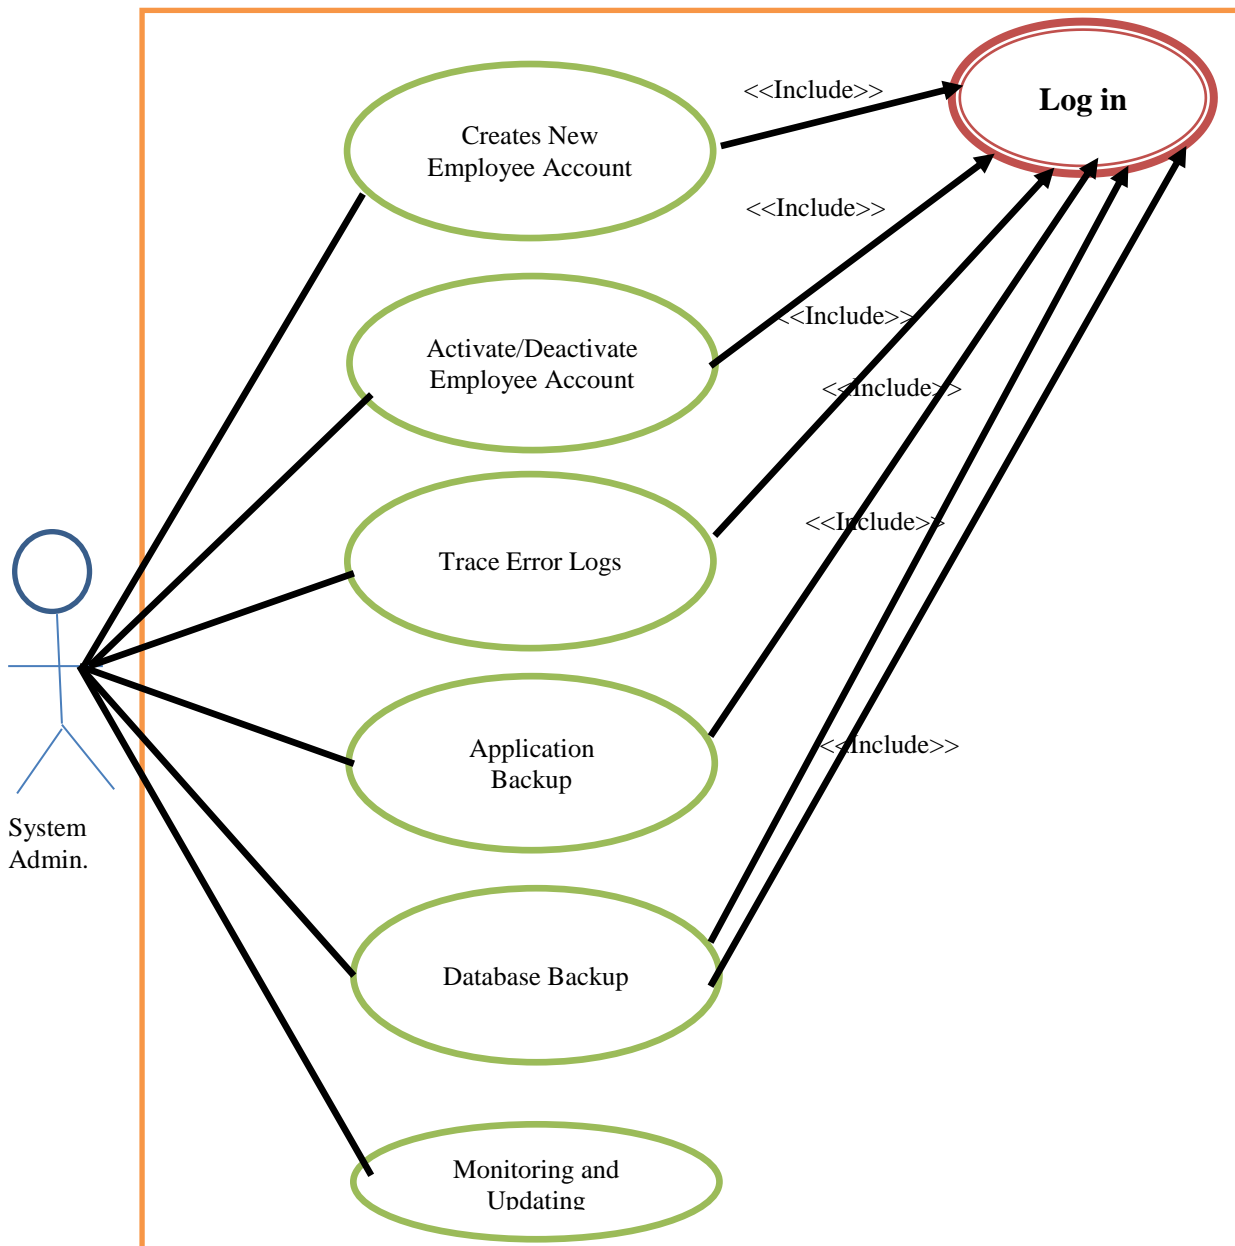 <<Include>>
Log in
Creates New
Employee Account
<<Include>>
<<Include>>
Activate/Deactivate
Employee Account
<<Include>>
<<Include>>
Trace Error Logs
<<Include>>
Application
Backup
System
Admin.
Database Backup
Monitoring and
Updating